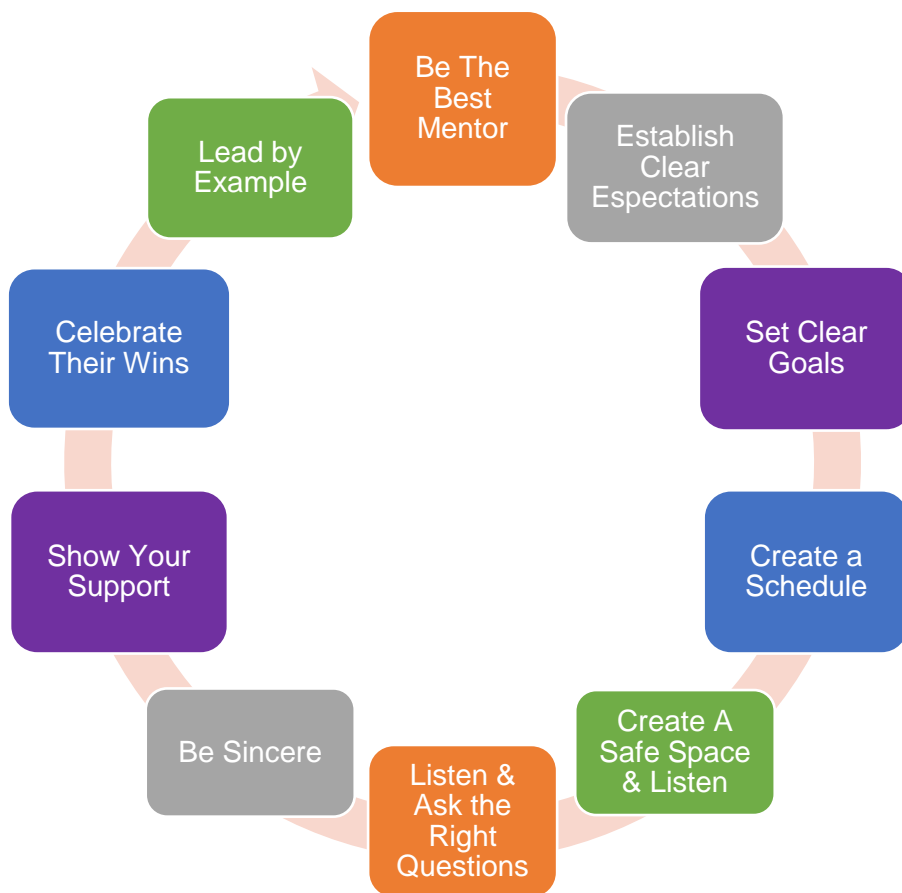 Be The
Best
Mentor
Establish
Clear
Espectations
Set Clear
Goals
Create a
Schedule
Create A
Safe Space
& Listen
Listen &
Ask the
Right
Questions
Be Sincere
Show Your
Support
Celebrate
Their Wins
Lead by
Example